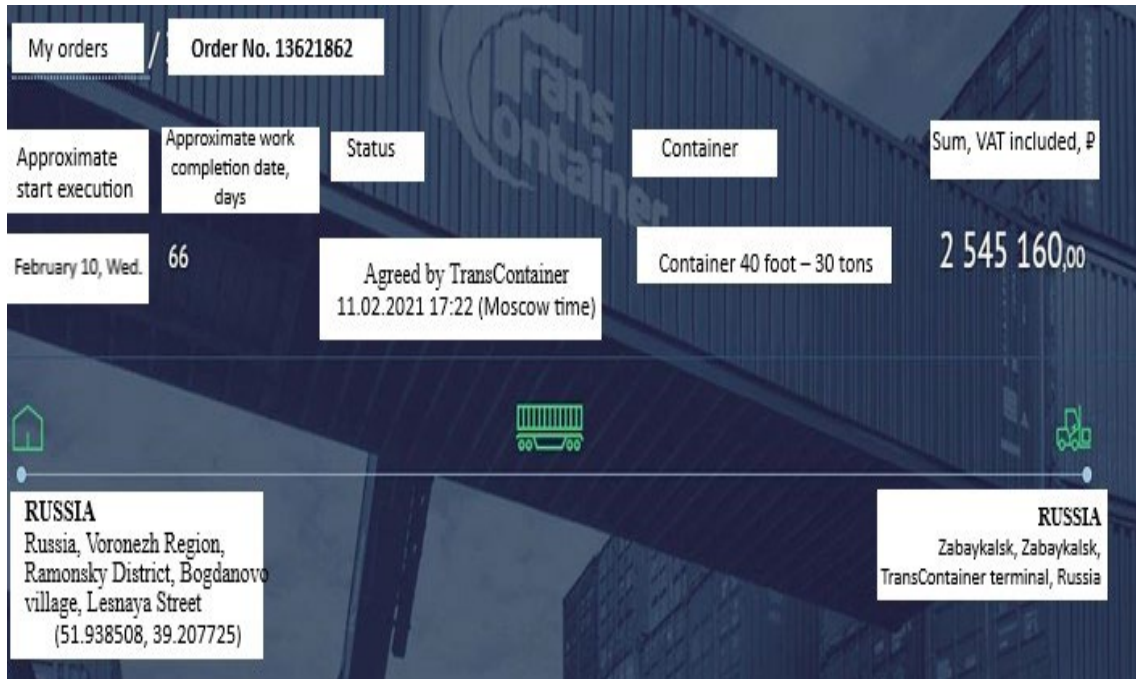 My orders / Order No. 13621862
Approximate
start execution
Approximate work
completion date,
days
Status
Container
Sum, VAT included, ₽
February 10, Wed.
66
Agreed by TransContainer
11.02.2021 17:22 (Moscow time)
Container 40 foot – 30 tons
2 545 160,00
Trans
Container
RUSSIA
Russia, Voronezh Region,
Ramonsky District, Bogdanovo
village, Lesnaya Street
(51.938508, 39.207725)
RUSSIA
Zabaykalsk, Zabaykalsk,
TransContainer terminal, Russia